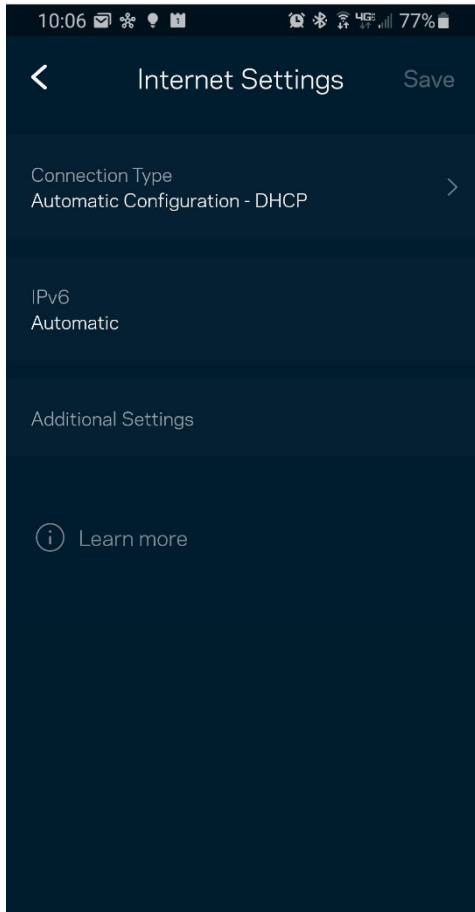 10:06 77%
Internet Settings Save
Connection Type
Automatic Configuration - DHCP
IPv6
Automatic
Additional Settings
Learn more